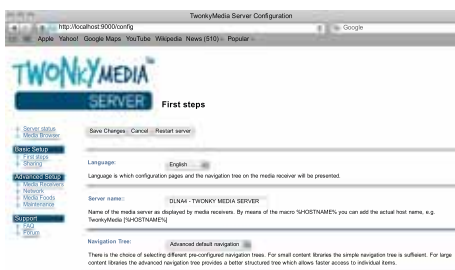 TwonkyMedia Server Configuration
http://localhost:9000/config
Google
Apple Yahoo! Google Maps YouTube Wikipedia News (510) Popular
TWONKYMEDIA™
SERVER
First steps
Server status
Media Browser
Save Changes Cancel Restart server
Basic Setup
First steps
Sharing
Language:
English
Language is which configuration pages and the navigation tree on the media receiver will be presented.
Advanced Setup
Media Receivers
Network
Media Feeds
Maintenance
Server name:
DLNA4 - TWONKY MEDIA SERVER
Name of the media server as displayed by media receivers. By means of the macro %HOSTNAME% you can add the actual host name, e.g.
TwonkyMedia [%HOSTNAME%]
Support
FAQ
Forum
Navigation Tree:
Advanced default navigation
There is the choice of selecting different pre-configured navigation trees. For small content libraries the simple navigation tree is sufficient. For large
content libraries the advanced navigation tree provides a better structured tree which allows faster access to individual items.